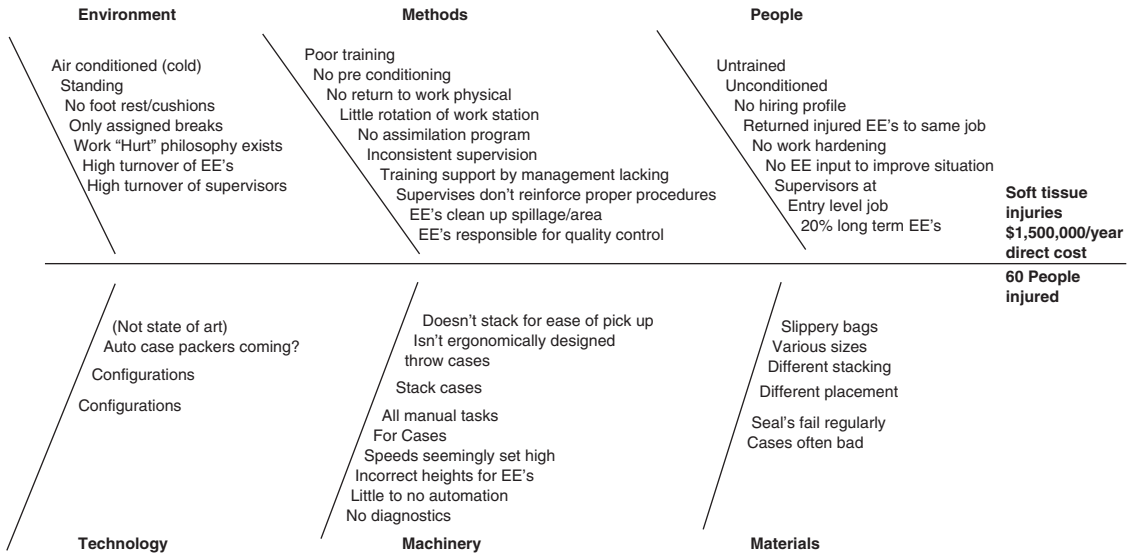 Environment
Air conditioned (cold)
Standing
No foot rest/cushions
Only assigned breaks
Work “Hurt” philosophy exists
High turnover of EE’s
High turnover of supervisors
Methods
Poor training
No pre conditioning
No return to work physical
Little rotation of work station
No assimilation program
Inconsistent supervision
Training support by management lacking
Supervises don’t reinforce proper procedures
EE’s clean up spillage/area
EE’s responsible for quality control
People
Untrained
Unconditioned
No hiring profile
Returned injured EE’s to same job
No work hardening
No EE input to improve situation
Supervisors at
Entry level job
20% long term EE’s
Soft tissue
injuries
$1,500,000/year
direct cost
60 People
injured
(Not state of art)
Auto case packers coming?
Configurations
Configurations
Technology
Doesn’t stack for ease of pick up
Isn’t ergonomically designed
throw cases
Stack cases
All manual tasks
For Cases
Speeds seemingly set high
Incorrect heights for EE’s
Little to no automation
No diagnostics
Machinery
Slippery bags
Various sizes
Different stacking
Different placement
Seal’s fail regularly
Cases often bad
Materials